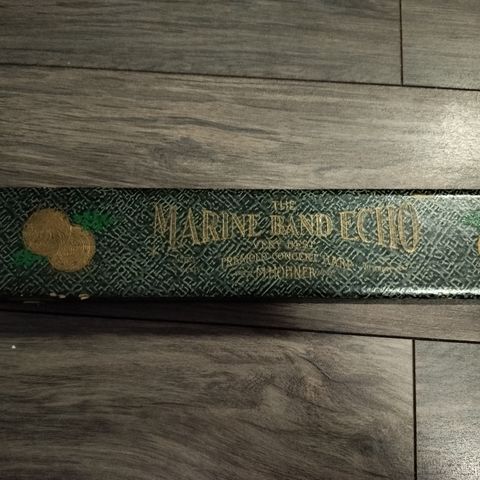 THE
MARINE BAND ECHO
VERY BEST
TREMOLO CONCERT HARP
M.HOHNER